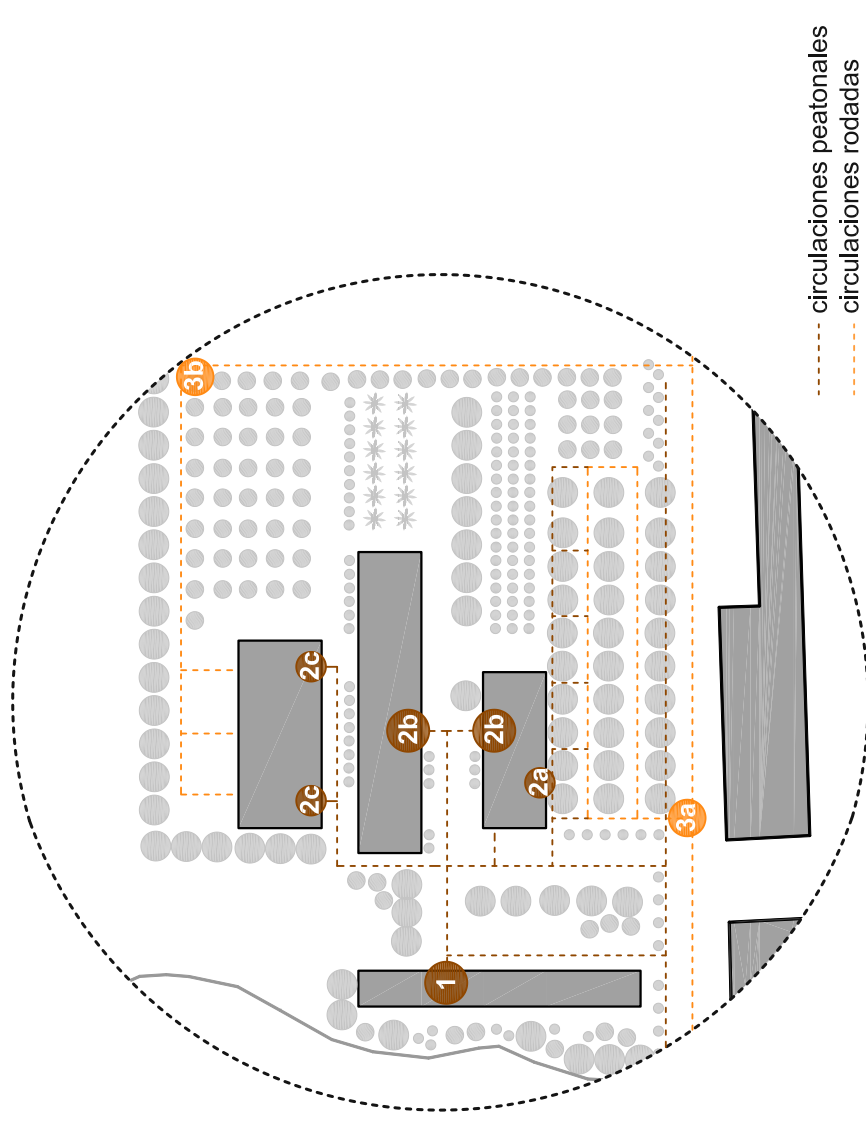 circulaciones peatonales
circulaciones rodadas
3b
2c
2c
2b
2b
2a
3a
1